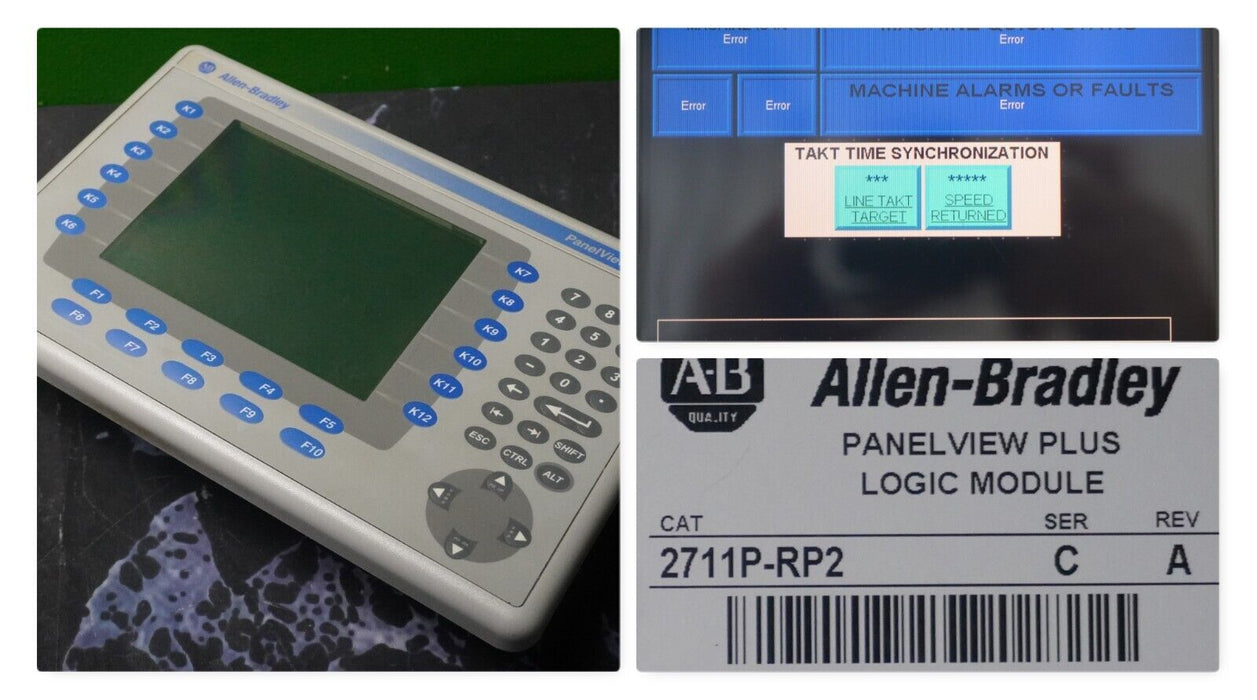 Allen-Bradley
PanelVie
K1
K2
K3
K4
K5
K6
K7
K8
K9
K10
K11
K12
F1
F2
F3
F4
F5
F6
F7
F8
F9
F10
7 8
4 5
1 2 3
- 0 .
ESC CTRL SHIFT
ALT
Error Error
Error Error MACHINE ALARMS OR FAULTS
Error
TAKT TIME SYNCHRONIZATION
*** *****
LINE TAKT SPEED
TARGET RETURNED
A-B Allen-Bradley
QUALITY
PANELVIEW PLUS
LOGIC MODULE
CAT SER REV
2711P-RP2 C A